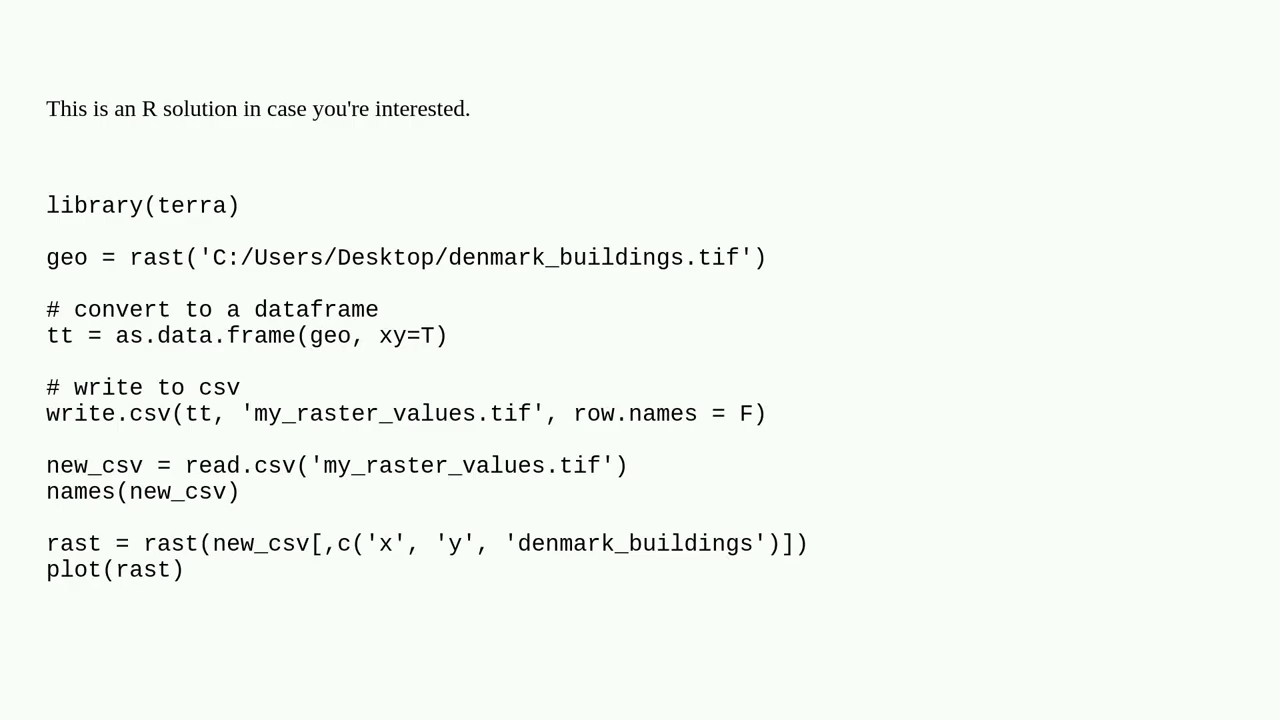 This is an R solution in case you're interested.
library(terra)
geo = rast('C:/Users/Desktop/denmark_buildings.tif')
# convert to a dataframe
tt = as.data.frame(geo, xy=T)
# write to csv
write.csv(tt, 'my_raster_values.tif', row.names = F)
new_csv = read.csv('my_raster_values.tif')
names(new_csv)
rast = rast(new_csv[,c('x', 'y', 'denmark_buildings')])
plot(rast)